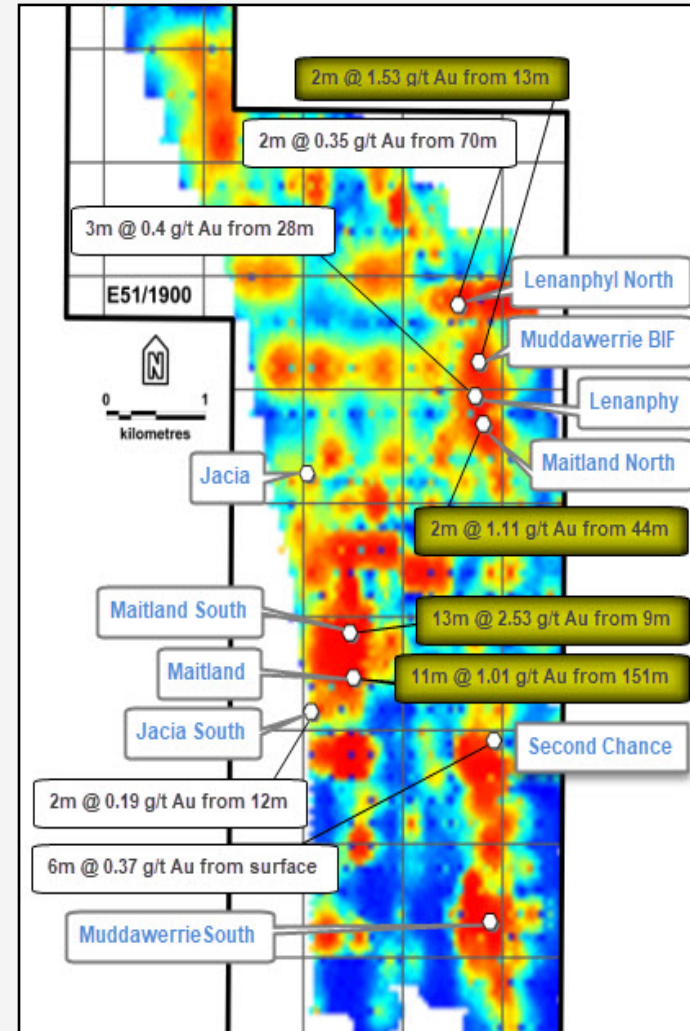 2m @ 1.53 g/t Au from 13m
2m @ 0.35 g/t Au from 70m
3m @ 0.4 g/t Au from 28m
Lenanphyl North
E51/1900
N
Muddawerrie BIF
0 1
kilometres
Lenanphy
Maitland North
Jacia
2m @ 1.11 g/t Au from 44m
Maitland South
13m @ 2.53 g/t Au from 9m
Maitland
11m @ 1.01 g/t Au from 151m
Jacia South
Second Chance
2m @ 0.19 g/t Au from 12m
6m @ 0.37 g/t Au from surface
MuddawerrieSouth